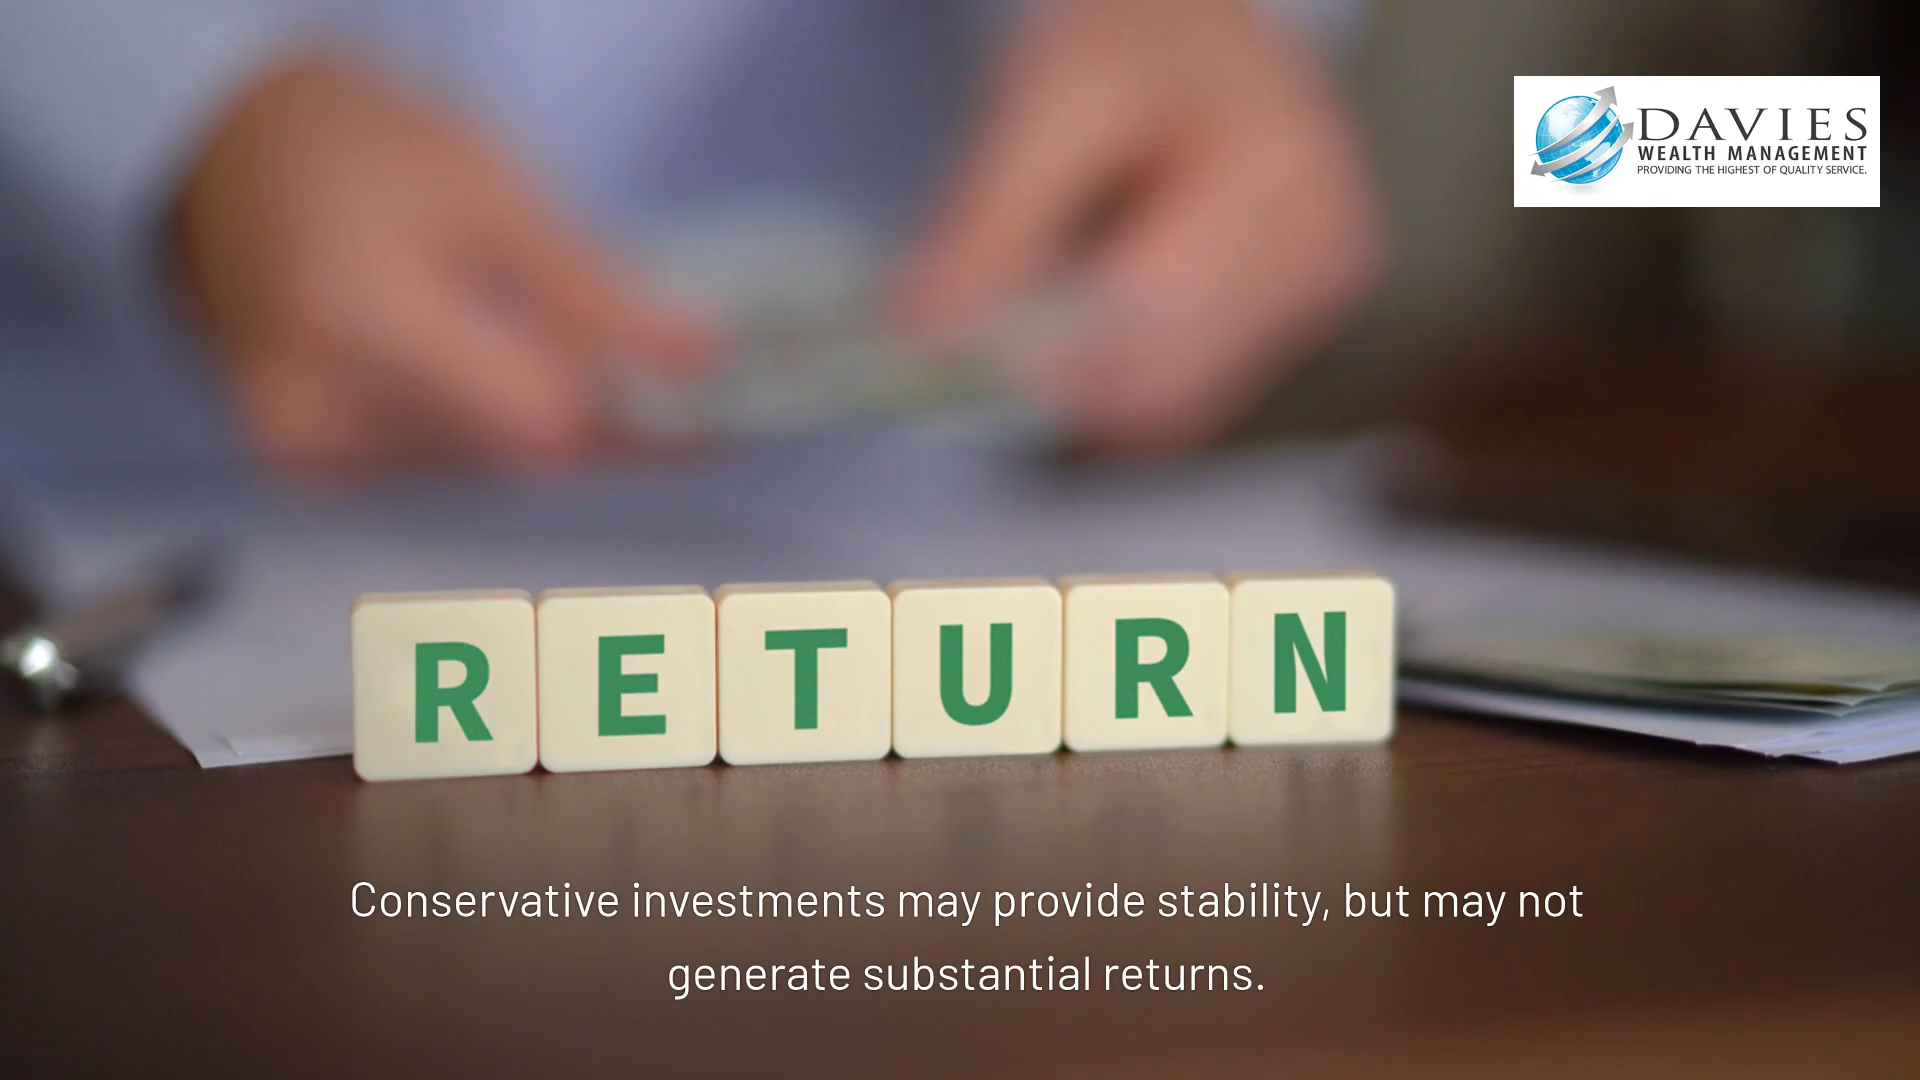 DAVIES
WEALTH MANAGEMENT
PROVIDING THE HIGHEST OF QUALITY SERVICE.
RETURN
Conservative investments may provide stability, but may not
generate substantial returns.